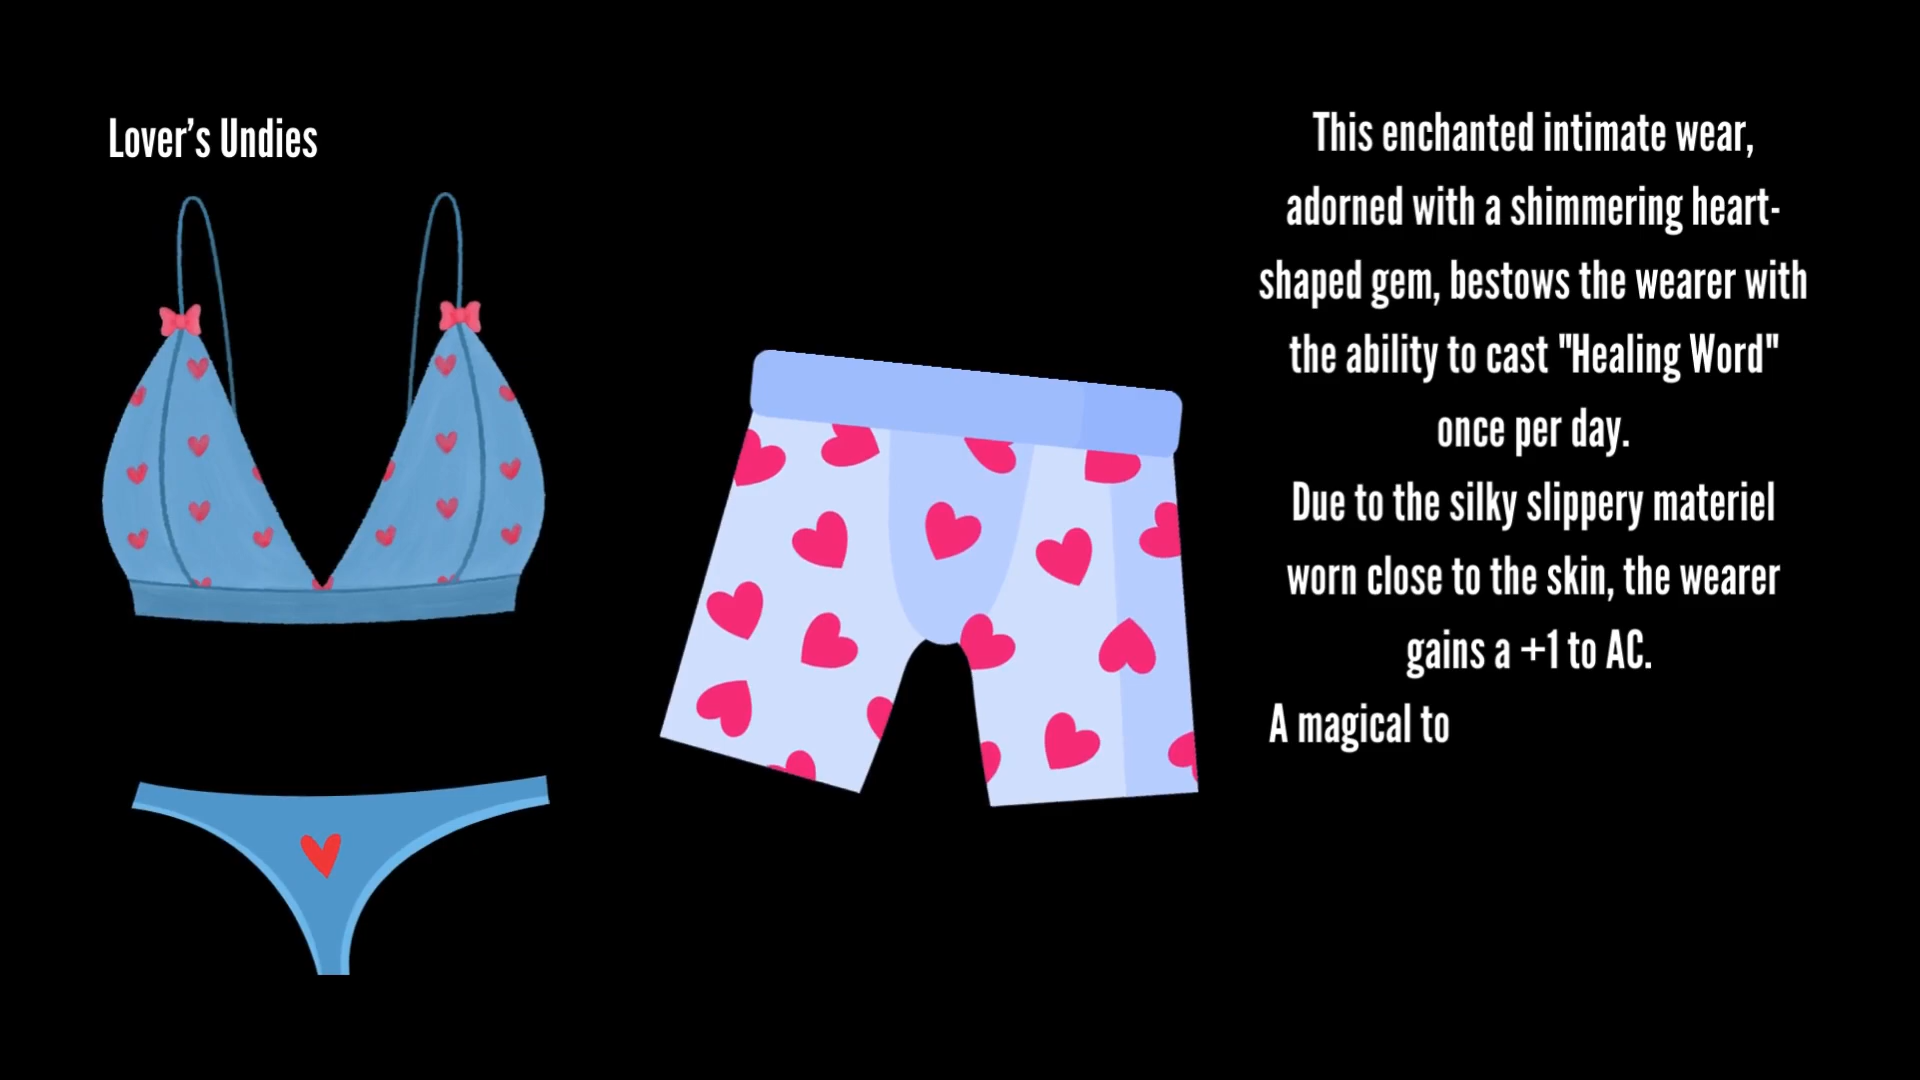 Lover’s Undies
This enchanted intimate wear,
adorned with a shimmering heart-
shaped gem, bestows the wearer with
the ability to cast "Healing Word"
once per day.
Due to the silky slippery materiel
worn close to the skin, the wearer
gains a +1 to AC.
A magical to